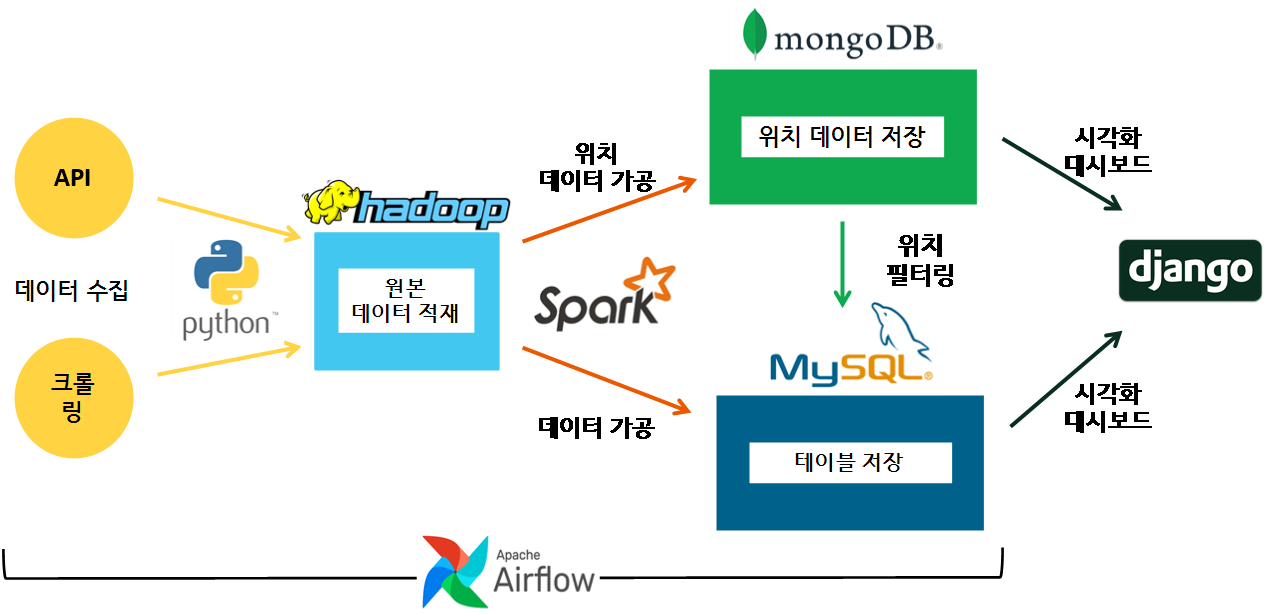 mongoDB®
위치 데이터 저장
API
위치
데이터 가공
시각화
대시보드
hadoop
원본
데이터 적재
데이터 수집
python™
Spark
위치
필터링
django
MySQL®
크롤
링
데이터 가공
테이블 저장
시각화
대시보드
Apache
Airflow